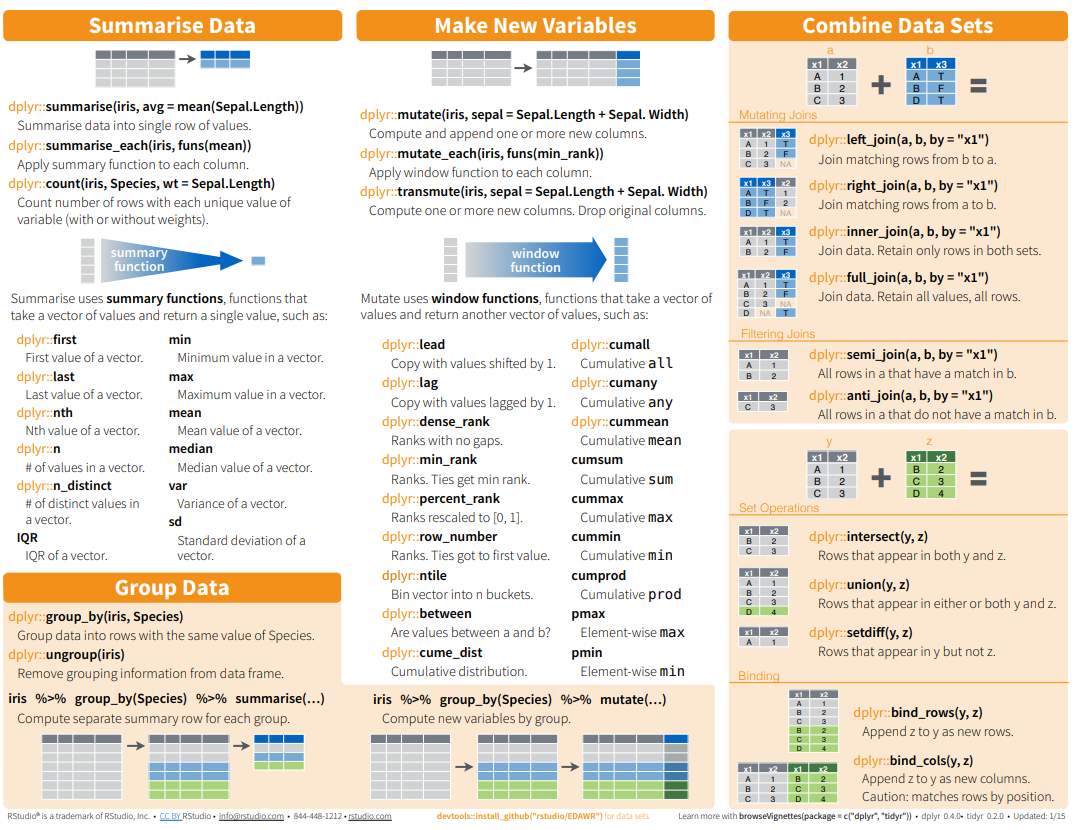 Summarise Data
dplyr::summarise(iris, avg = mean(Sepal.Length))
Summarise data into single row of values.
dplyr::summarise_each(iris, funs(mean))
Apply summary function to each column.
dplyr::count(iris, Species, wt = Sepal.Length)
Count number of rows with each unique value of
variable (with or without weights).
summary
function
Summarise uses summary functions, functions that
take a vector of values and return a single value, such as:
dplyr::first
First value of a vector.
dplyr::last
Last value of a vector.
dplyr::nth
Nth value of a vector.
dplyr::n
# of values in a vector.
dplyr::n_distinct
# of distinct values in
a vector.
IQR
IQR of a vector.
min
Minimum value in a vector.
max
Maximum value in a vector.
mean
Mean value of a vector.
median
Median value of a vector.
var
Variance of a vector.
sd
Standard deviation of a
vector.
Group Data
dplyr::group_by(iris, Species)
Group data into rows with the same value of Species.
dplyr::ungroup(iris)
Remove grouping information from data frame.
iris %>% group_by(Species) %>% summarise(…)
Compute separate summary row for each group.
Make New Variables
dplyr::mutate(iris, sepal = Sepal.Length + Sepal. Width)
Compute and append one or more new columns.
dplyr::mutate_each(iris, funs(min_rank))
Apply window function to each column.
dplyr::transmute(iris, sepal = Sepal.Length + Sepal. Width)
Compute one or more new columns. Drop original columns.
window
function
Mutate uses window functions, functions that take a vector of
values and return another vector of values, such as:
dplyr::lead
Copy with values shifted by 1.
dplyr::lag
Copy with values lagged by 1.
dplyr::dense_rank
Ranks with no gaps.
dplyr::min_rank
Ranks. Ties get min rank.
dplyr::percent_rank
Ranks rescaled to [0, 1].
dplyr::row_number
Ranks. Ties got to first value.
dplyr::ntile
Bin vector into n buckets.
dplyr::between
Are values between a and b?
dplyr::cume_dist
Cumulative distribution.
dplyr::cumall
Cumulative all
dplyr::cumany
Cumulative any
dplyr::cummean
Cumulative mean
cumsum
Cumulative sum
cummax
Cumulative max
cummin
Cumulative min
cumprod
Cumulative prod
pmax
Element-wise max
pmin
Element-wise min
iris %>% group_by(Species) %>% mutate(…)
Compute new variables by group.
Combine Data Sets
a b
x1 x2 x1 x3
A 1 A T
B 2 + B F =
C 3 D T
Mutating Joins
x1 x2 x3
A 1 T
B 2 F
C 3 NA
dplyr::left_join(a, b, by = "x1")
Join matching rows from b to a.
x1 x3 x2
A T 1
B F 2
D T NA
dplyr::right_join(a, b, by = "x1")
Join matching rows from a to b.
x1 x2 x3
A 1 T
B 2 F
dplyr::inner_join(a, b, by = "x1")
Join data. Retain only rows in both sets.
x1 x2 x3
A 1 T
B 2 F
C 3 NA
D NA T
dplyr::full_join(a, b, by = "x1")
Join data. Retain all values, all rows.
Filtering Joins
x1 x2
A 1
B 2
dplyr::semi_join(a, b, by = "x1")
All rows in a that have a match in b.
x1 x2
C 3
dplyr::anti_join(a, b, by = "x1")
All rows in a that do not have a match in b.
y z
x1 x2 x1 x2
A 1 B 2
B 2 + C 3 =
C 3 D 4
Set Operations
x1 x2
B 2
C 3
dplyr::intersect(y, z)
Rows that appear in both y and z.
x1 x2
A 1
B 2
C 3
D 4
dplyr::union(y, z)
Rows that appear in either or both y and z.
x1 x2
A 1
dplyr::setdiff(y, z)
Rows that appear in y but not z.
Binding
x1 x2
A 1
B 2
C 3
B 2
C 3
D 4
dplyr::bind_rows(y, z)
Append z to y as new rows.
x1 x2 x1 x2
A 1 B 2
B 2 C 3
C 3 D 4
dplyr::bind_cols(y, z)
Append z to y as new columns.
Caution: matches rows by position.
RStudio® is a trademark of RStudio, Inc. • CC BY RStudio • info@rstudio.com • 844-448-1212 • rstudio.com
devtools::install_github("rstudio/EDAWR") for data sets
Learn more with browseVignettes(package = c("dplyr", "tidyr")) • dplyr 0.4.0• tidyr 0.2.0 • Updated: 1/15